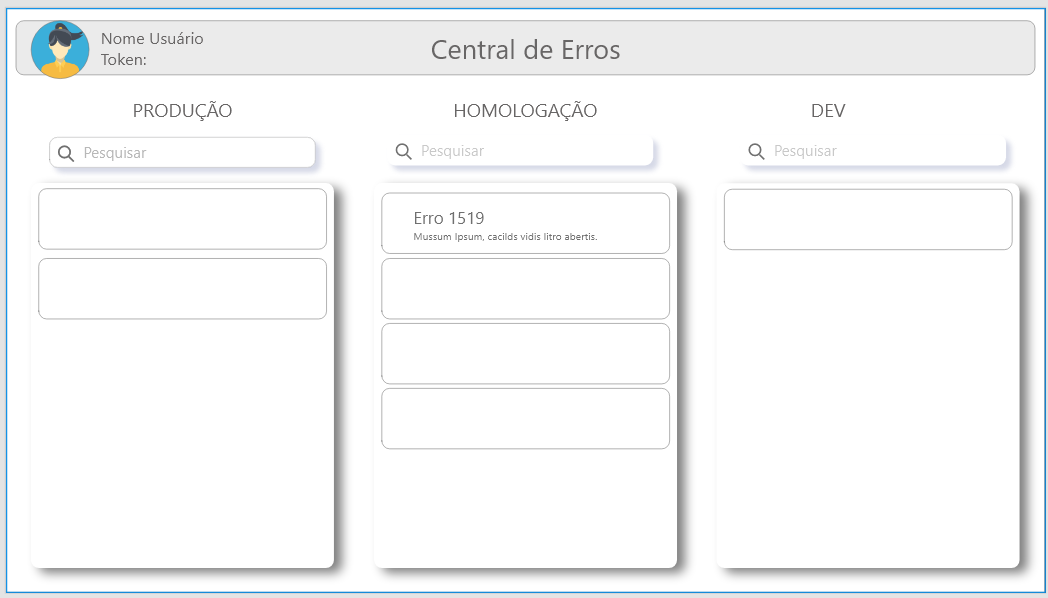 Nome Usuário
Token:
Central de Erros
PRODUÇÃO
HOMOLOGAÇÃO
DEV
Pesquisar
Pesquisar
Pesquisar
Erro 1519
Mussum Ipsum, cacilds vidis litro abertis.